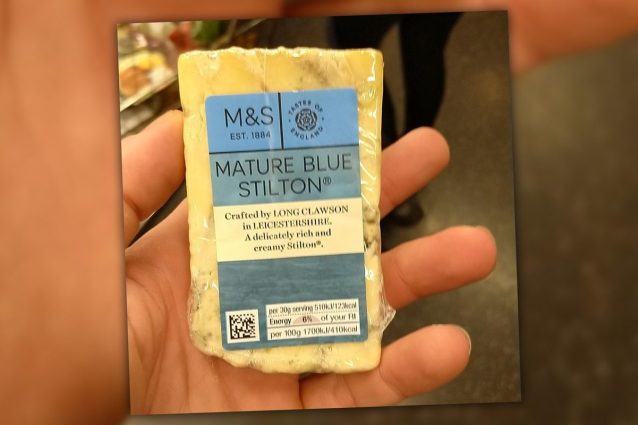 M&S
EST. 1884
TASTES OF ENGLAND
MATURE BLUE
STILTON®
Crafted by LONG CLAWSON
in LEICESTERSHIRE.
A delicately rich and
creamy Stilton®.
per 30g serving 510kJ/123kcal
Energy 6% of your RI
per 100g 1700kJ/410kcal